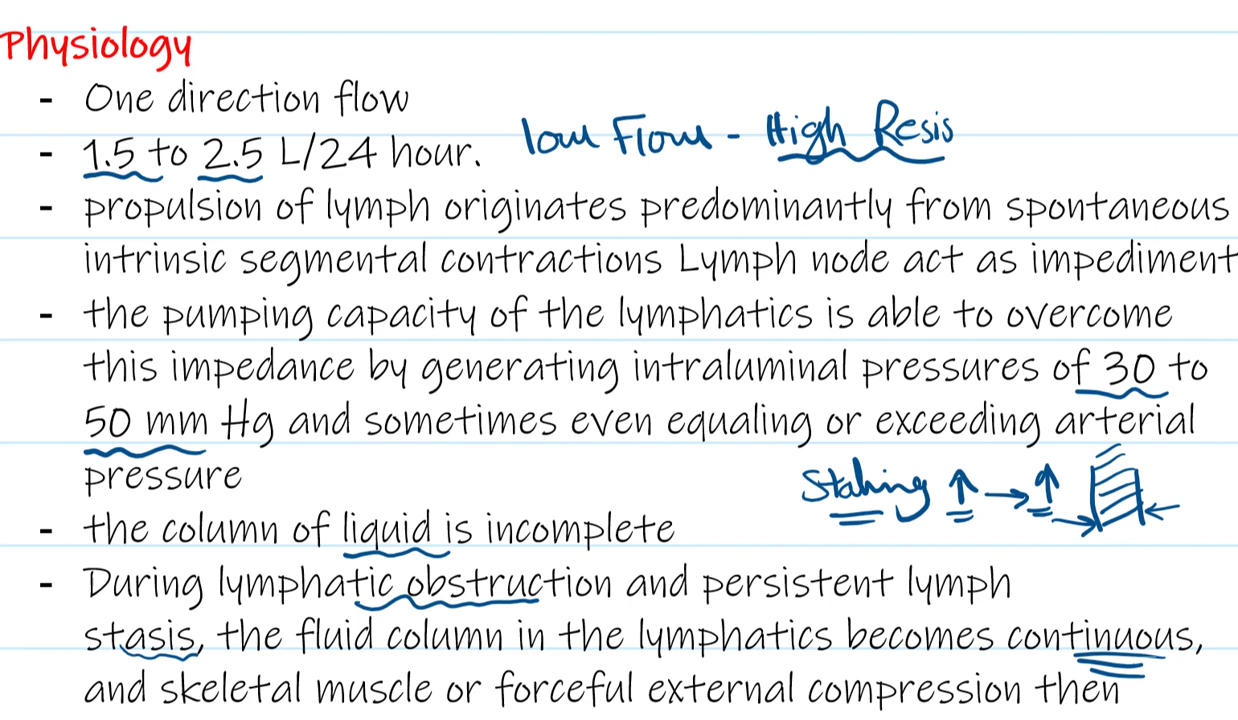 Physiology
- One direction flow
- 1.5 to 2.5 L/24 hour.
low Flow - High Resis
- propulsion of lymph originates predominantly from spontaneous
intrinsic segmental contractions Lymph node act as impediment
- the pumping capacity of the lymphatics is able to overcome
this impedance by generating intraluminal pressures of 30 to
50 mm Hg and sometimes even equaling or exceeding arterial
pressure
↑ → ↑
- the column of liquid is incomplete
- During lymphatic obstruction and persistent lymph
stasis, the fluid column in the lymphatics becomes continuous,
and skeletal muscle or forceful external compression then